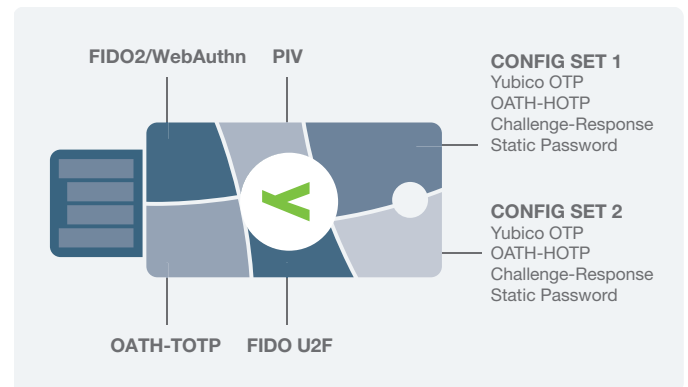 FIDO2/WebAuthn PIV
CONFIG SET 1
Yubico OTP
OATH-HOTP
Challenge-Response
Static Password
CONFIG SET 2
Yubico OTP
OATH-HOTP
Challenge-Response
Static Password
OATH-TOTP FIDO U2F